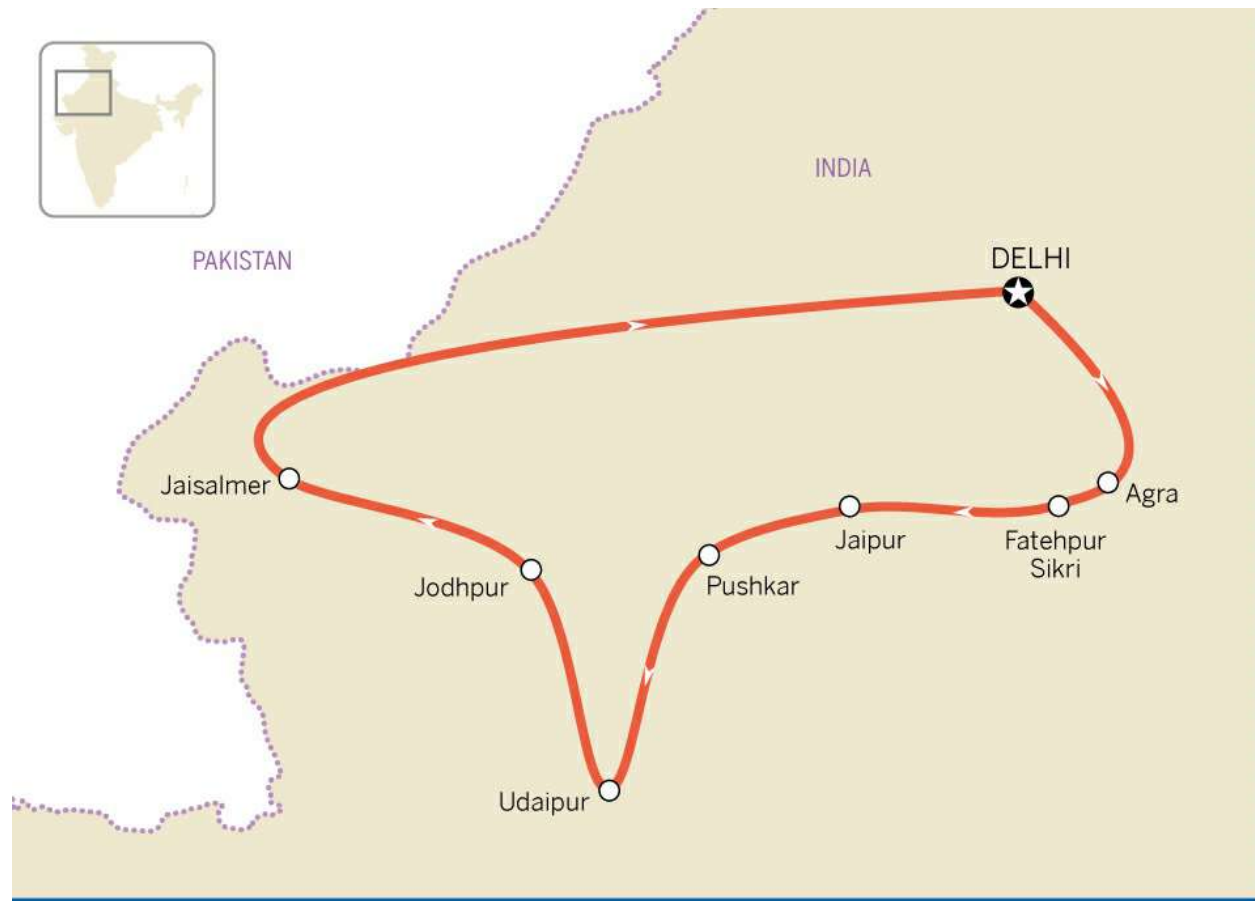 INDIA
PAKISTAN
DELHI
Jaisalmer
Agra
Jaipur
Fatehpur
Sikri
Jodhpur
Pushkar
Udaipur